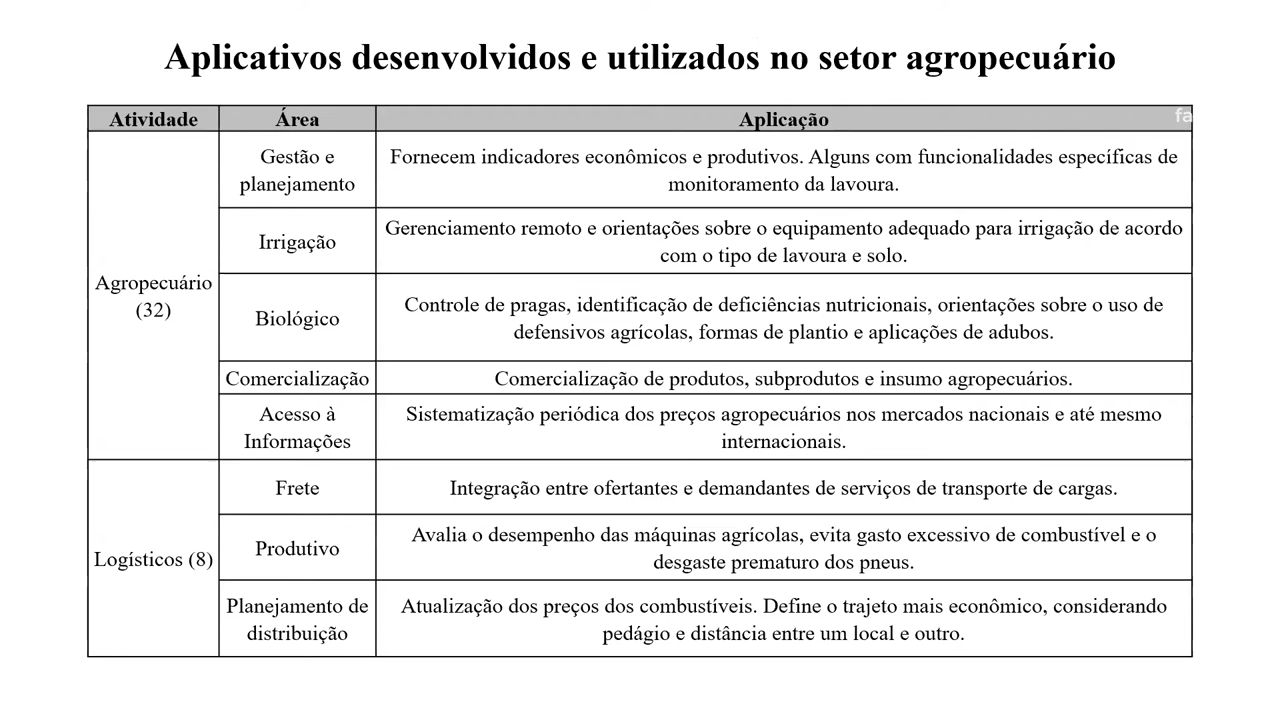 Aplicativos desenvolvidos e utilizados no setor agropecuário
Atividade
Área
Aplicação
fa
Agropecuário
(32)
Gestão e
planejamento
Fornecem indicadores econômicos e produtivos. Alguns com funcionalidades específicas de
monitoramento da lavoura.
Irrigação
Gerenciamento remoto e orientações sobre o equipamento adequado para irrigação de acordo
com o tipo de lavoura e solo.
Biológico
Controle de pragas, identificação de deficiências nutricionais, orientações sobre o uso de
defensivos agrícolas, formas de plantio e aplicações de adubos.
Comercialização
Comercialização de produtos, subprodutos e insumo agropecuários.
Acesso à
Informações
Sistematização periódica dos preços agropecuários nos mercados nacionais e até mesmo
internacionais.
Logísticos (8)
Frete
Integração entre ofertantes e demandantes de serviços de transporte de cargas.
Produtivo
Avalia o desempenho das máquinas agrícolas, evita gasto excessivo de combustível e o
desgaste prematuro dos pneus.
Planejamento de
distribuição
Atualização dos preços dos combustíveis. Define o trajeto mais econômico, considerando
pedágio e distância entre um local e outro.